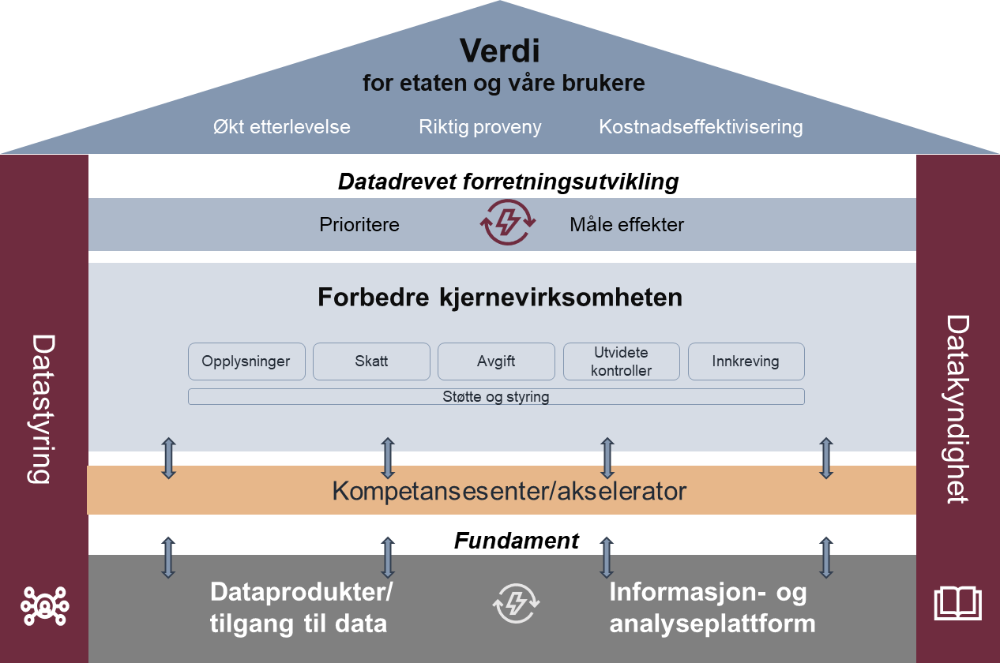 Verdi
for etaten og våre brukere
Økt etterlevelse
Riktig proveny
Kostnadseffektivisering
Datadrevet forretningsutvikling
Prioritere
Måle effekter
Forbedre kjernevirksomheten
Opplysninger
Skatt
Avgift
Utvidete
kontroller
Innkreving
Støtte og styring
Datastyring
Datakyndighet
Kompetansesenter/akselerator
Fundament
Dataprodukter/
tilgang til data
Informasjon- og
analyseplattform